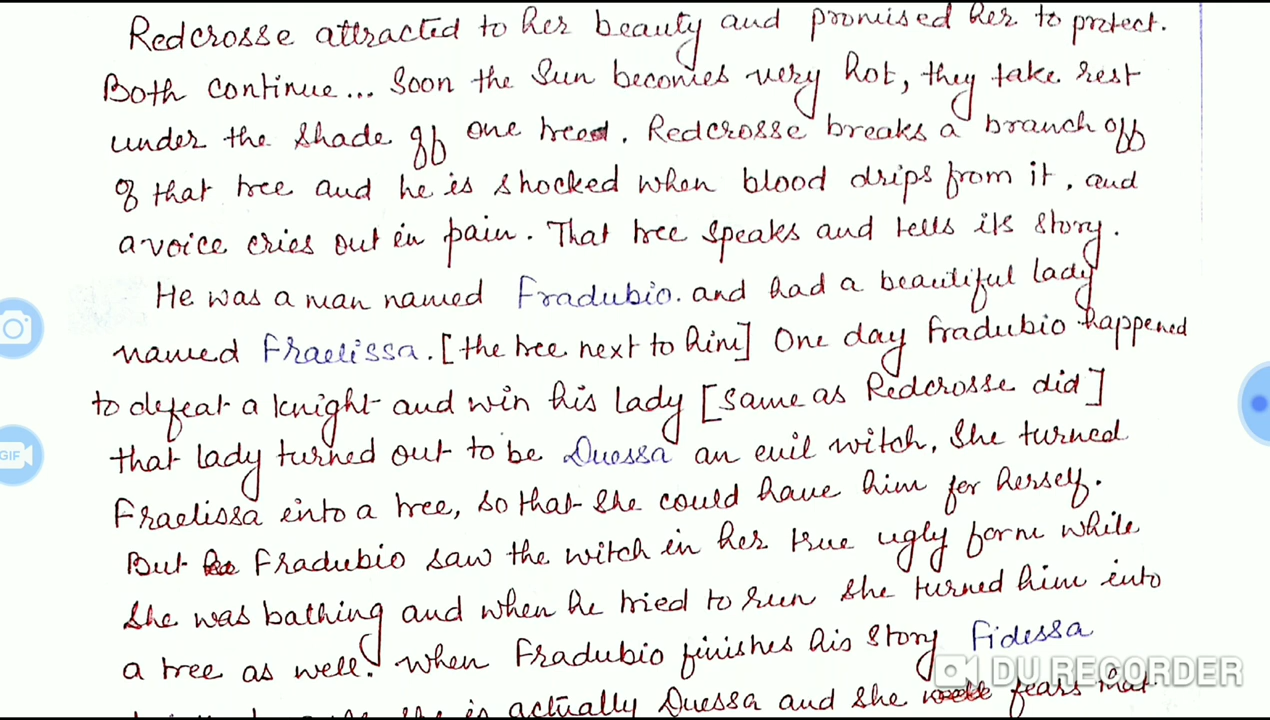 Redcrosse attracted to her beauty and promised her to protect.
Both continue... Soon the Sun becomes very hot, they take rest
under the shade of one tree. Redcrosse breaks a branch off
of that tree and he is shocked when blood drips from it, and
a voice cries out in pain. That tree speaks and tells its story.
He was a man named Fradubio. and had a beautiful lady
named Fraelissa. [the tree next to him] One day Fradubio happened
to defeat a knight and win his lady [same as Redcrosse did]
that lady turned out to be Duessa an evil witch, She turned
Fraelissa into a tree, so that she could have him for herself.
But Fradubio saw the witch in her true ugly form while
She was bathing and when he tried to run she turned him into
a tree as well. When Fradubio finishes his story Fidessa
she is actually Duessa and she fears that
GIF
DU RECORDER